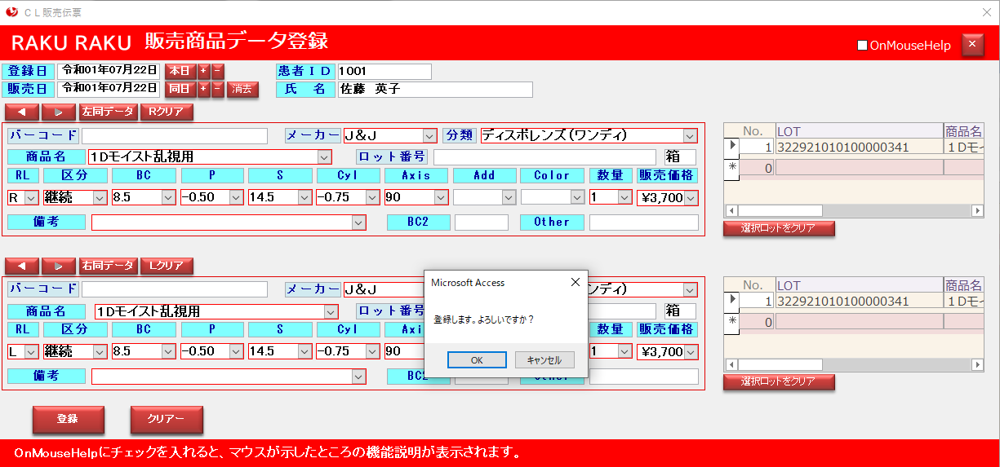 ＣＬ販売伝票
RAKU RAKU 販売商品データ登録
OnMouseHelp
登録日 令和01年07月22日 本日 + － 患者ＩＤ 1001
販売日 令和01年07月22日 同日 + － 消去 氏　名 佐藤　英子
左同データ Rクリア
バーコード メーカー J＆J 分類 ディスポレンズ(ワンディ)
商品名 1Dモイスト乱視用 ロット番号 箱
RL 区分 BC P S Cyl Axis Add Color 数量 販売価格
R 継続 8.5 -0.50 14.5 -0.75 90 1 ¥3,700
備考 BC2 Other
No. LOT 商品名
1 322921010100000341 1Dモイ
* 0
選択ロットをクリア
右同データ Lクリア
バーコード メーカー J＆J ンディ)
商品名 1Dモイスト乱視用 ロット番号 箱
RL 区分 BC P S Cyl Axi 数量 販売価格
L 継続 8.5 -0.50 14.5 -0.75 90 1 ¥3,700
備考 BC2 Other
No. LOT 商品名
1 322921010100000341 1Dモイ
* 0
選択ロットをクリア
Microsoft Access
登録します。よろしいですか？
OK キャンセル
登録 クリアー
OnMouseHelpにチェックを入れると、マウスが示したところの機能説明が表示されます。